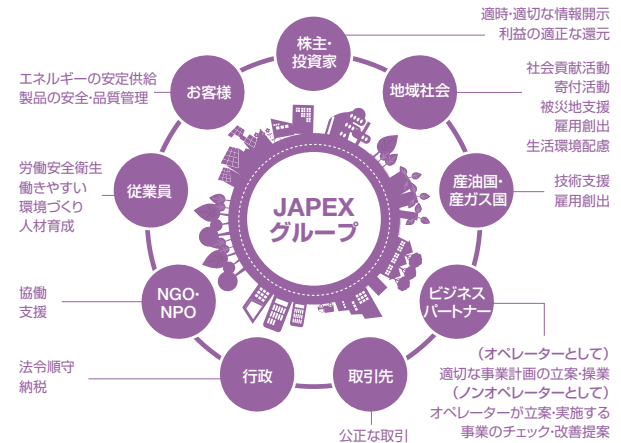 適時・適切な情報開示
利益の適正な還元
株主・
投資家
エネルギーの安定供給
製品の安全・品質管理
お客様
地域社会
社会貢献活動
寄付活動
被災地支援
雇用創出
生活環境配慮
労働安全衛生
働きやすい
環境づくり
人材育成
従業員
JAPEX
グループ
産油国・
産ガス国
技術支援
雇用創出
協働
支援
NGO・
NPO
ビジネス
パートナー
(オペレーターとして)
適切な事業計画の立案・操業
(ノンオペレーターとして)
オペレーターが立案・実施する
事業のチェック・改善提案
法令順守
納税
行政
取引先
公正な取引